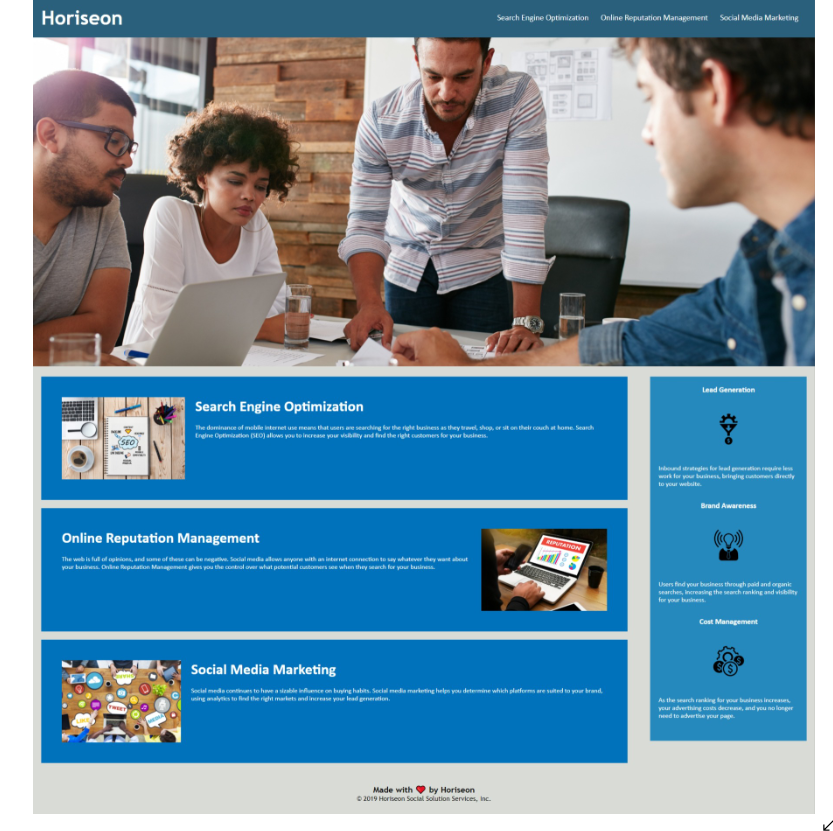 Horiseon
Search Engine Optimization
Online Reputation Management
Social Media Marketing
SEO
Search Engine Optimization
The dominance of mobile internet use means that users are searching for the right business as they travel, shop, or sit on their couch at home. Search
Engine Optimization (SEO) allows you to increase your visibility and find the right customers for your business.
Online Reputation Management
The web is full of opinions, and some of these can be negative. Social media allows anyone with an internet connection to say whatever they want about
your business. Online Reputation Management gives you the control over what potential customers see when they search for your business.
REPUTATION
TWEET
LIKE
Social Media Marketing
Social media continues to have a sizable influence on buying habits. Social media marketing helps you determine which platforms are suited to your brand,
using analytics to find the right markets and increase your lead generation.
Lead Generation
Inbound strategies for lead generation require less
work for your business, bringing customers directly
to your website.
Brand Awareness
Users find your business through paid and organic
searches, increasing the search ranking and visibility
for your business.
Cost Management
As the search ranking for your business increases,
your advertising costs decrease, and you no longer
need to advertise your page.
Made with ❤ by Horiseon
© 2019 Horiseon Social Solution Services, Inc.